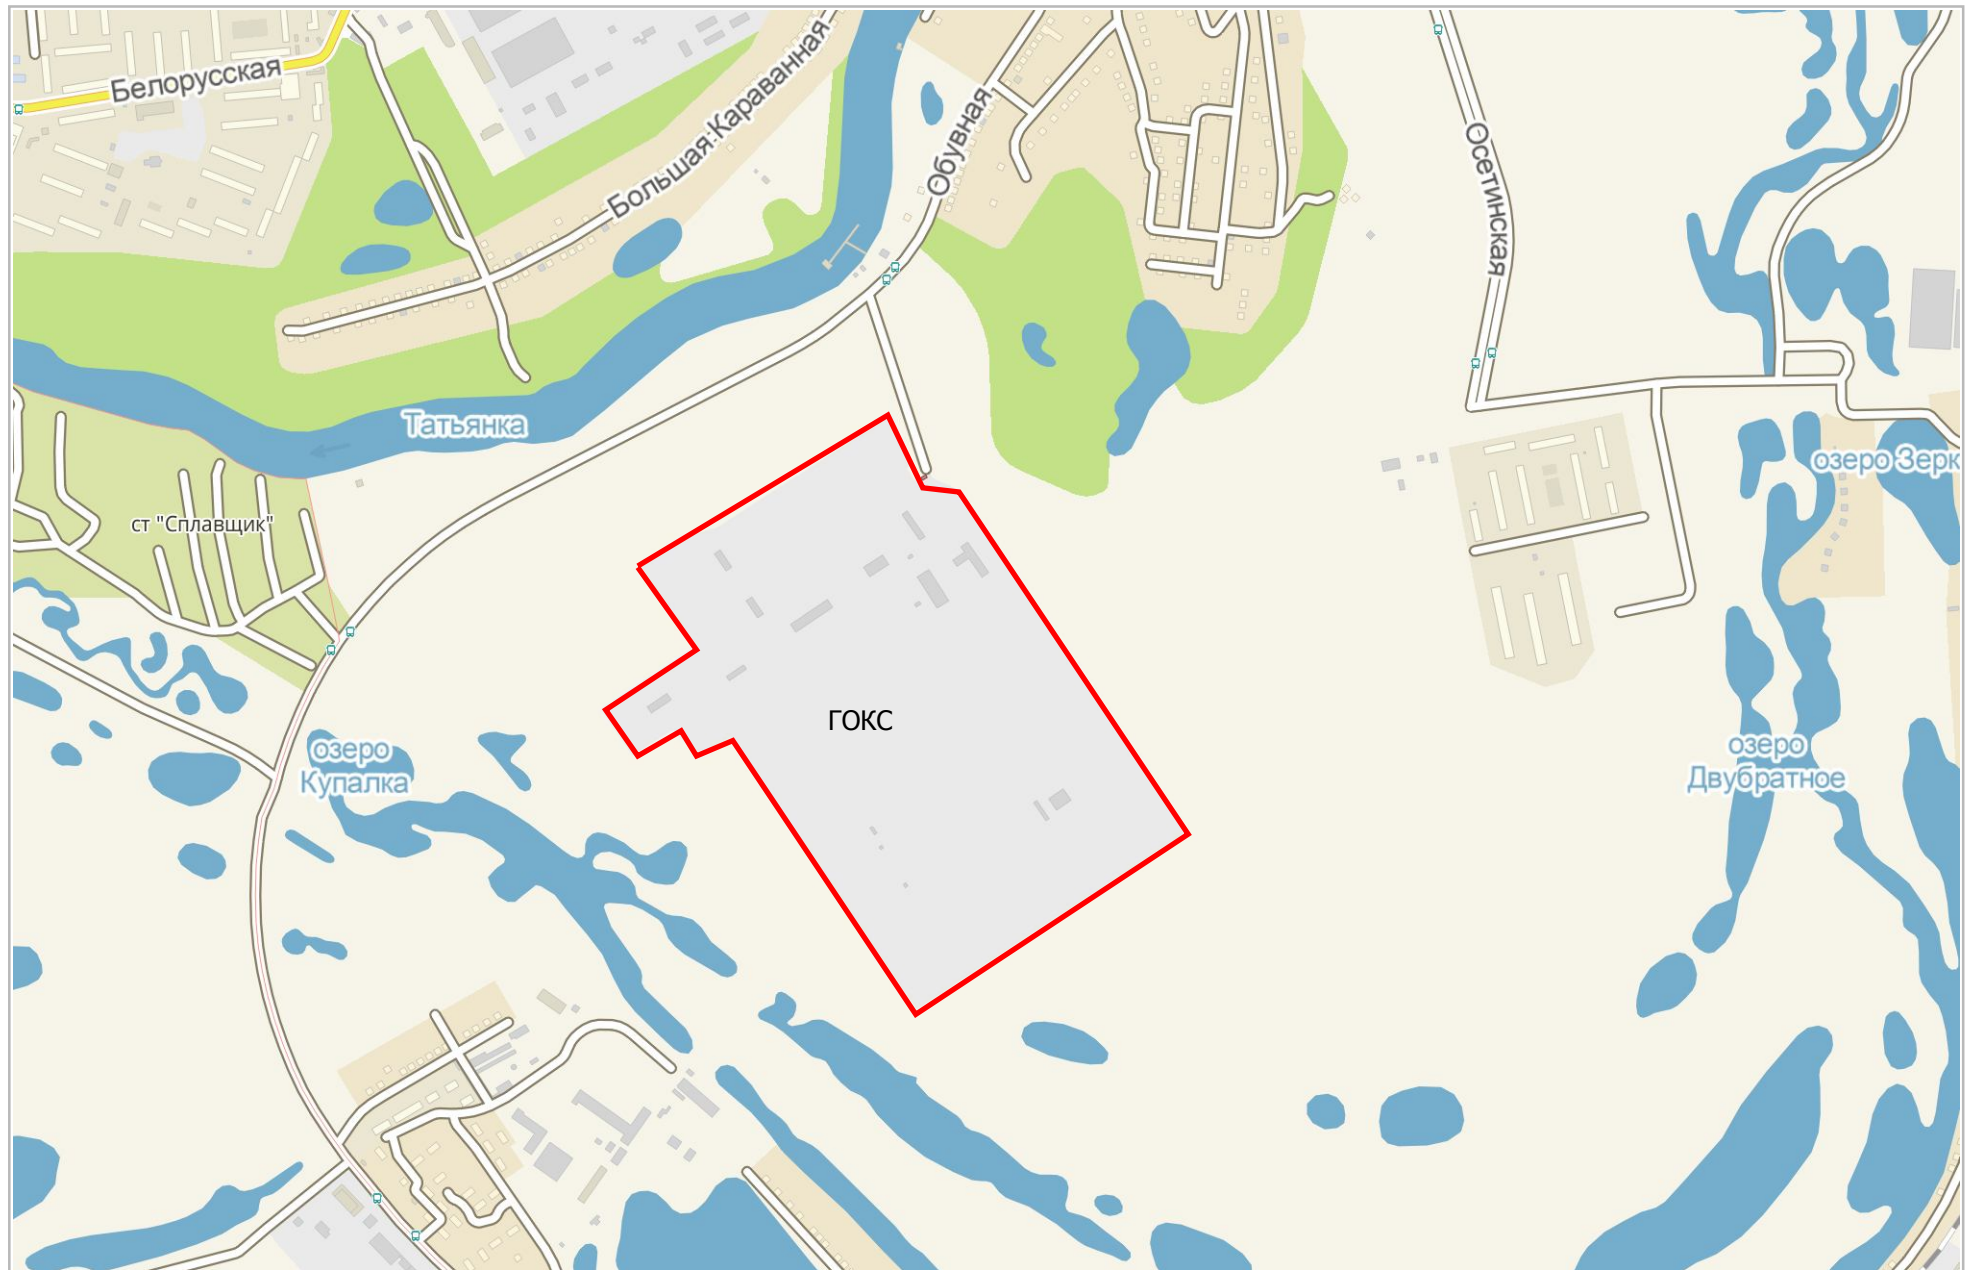 Белорусская
Большая Караванная
Обувная
Осетинская
Татьянка
озеро Зерк
ст "Сплавщик"
ГОКС
озеро
Купалка
озеро
Двубратное